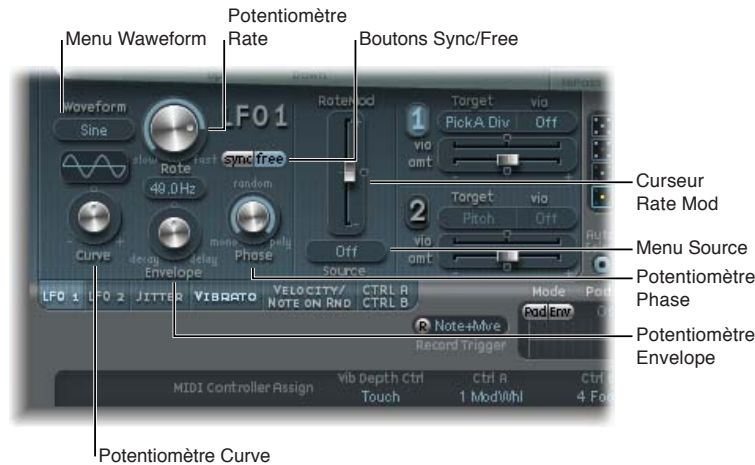 Potentiomètre
Rate
Menu Waweform
Boutons Sync/Free
Down
HiPass
Waveform
Sine
LFO1
RateMod
1
Target via
PickA Div Off
via
amt
slow fast
Rate
sync free
49.0Hz
random
2
Target via
Pitch Off
via
amt
Curve
decay delay
Envelope
mono poly
Phase
Off
Source
Curseur
Rate Mod
Menu Source
Potentiomètre
Phase
Potentiomètre
Envelope
LFO 1 LFO 2 JITTER VIBRATO VELOCITY/ NOTE ON RND CTRL A CTRL B
Mode
Pad Env
R Note+Mve
Record Trigger
MIDI Controller Assign
Vib Depth Ctrl Ctrl A
Touch 1 ModWhl
Potentiomètre Curve